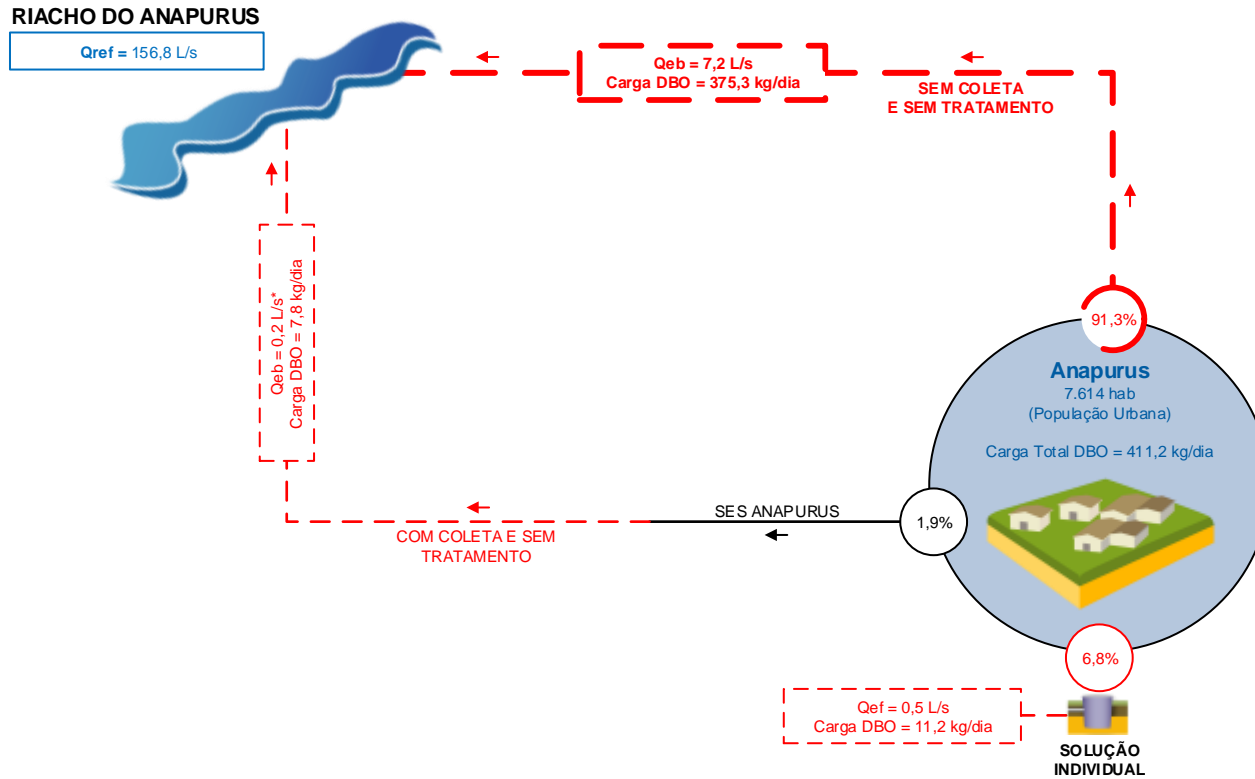 RIACHO DO ANAPURUS
Qref = 156,8 L/s
Qeb = 7,2 L/s
Carga DBO = 375,3 kg/dia
SEM COLETA
E SEM TRATAMENTO
Qeb = 0,2 L/s*
Carga DBO = 7,8 kg/dia
91,3%
Anapurus
7.614 hab
(População Urbana)
Carga Total DBO = 411,2 kg/dia
SES ANAPURUS
1,9%
COM COLETA E SEM
TRATAMENTO
6,8%
Qef = 0,5 L/s
Carga DBO = 11,2 kg/dia
SOLUÇÃO
INDIVIDUAL